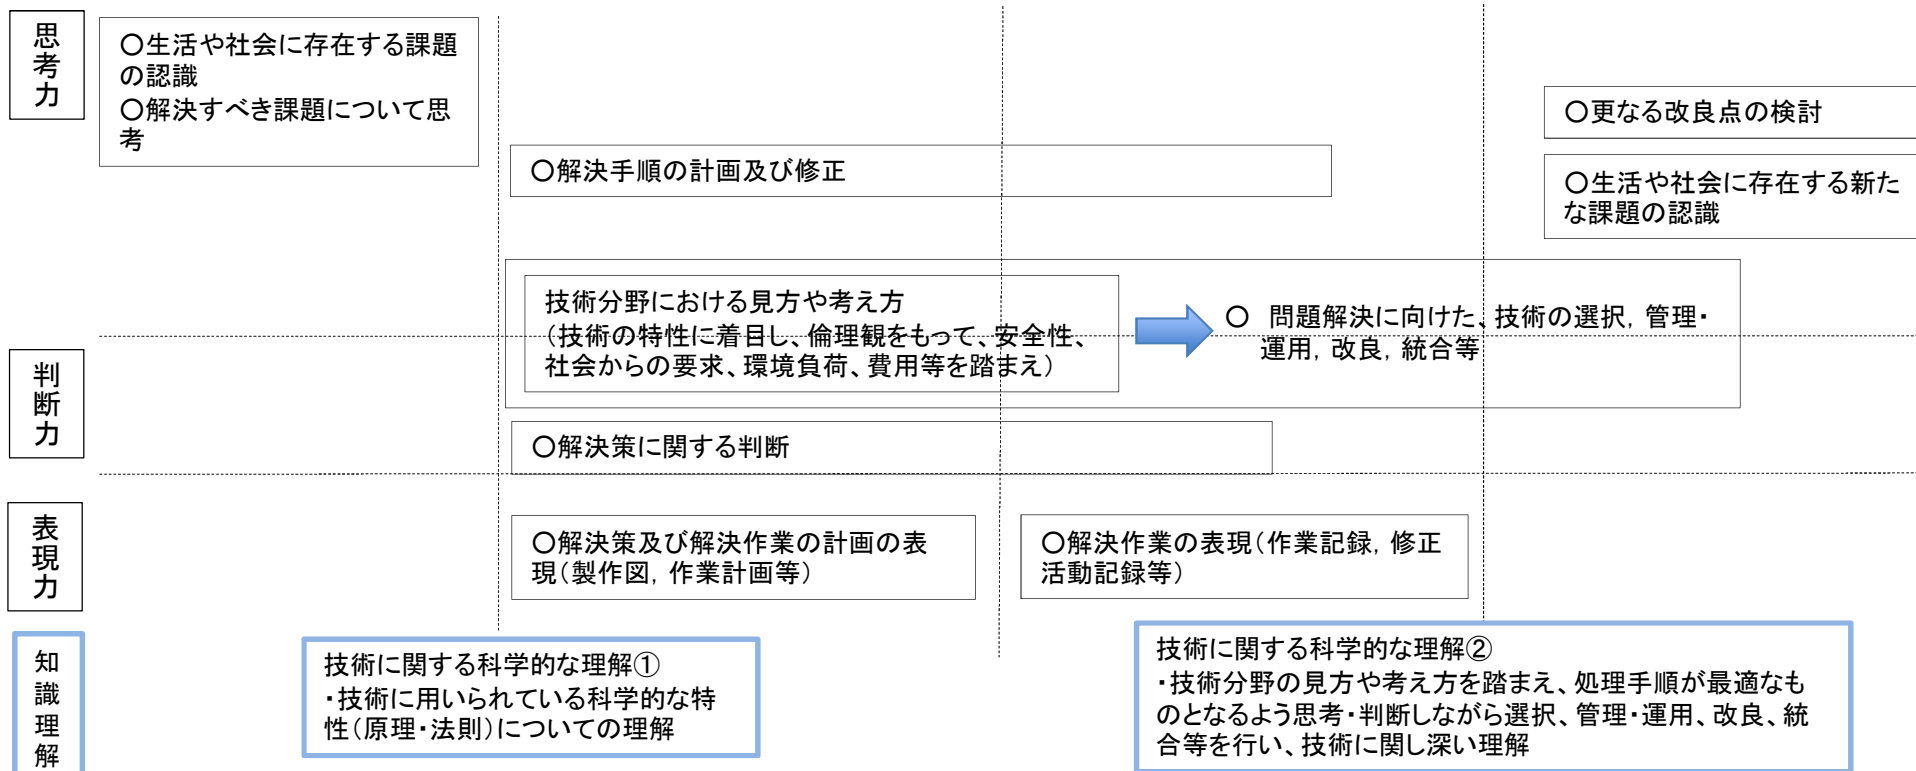 思考力
〇生活や社会に存在する課題
の認識
〇解決すべき課題について思
考
〇更なる改良点の検討
〇解決手順の計画及び修正
〇生活や社会に存在する新た
な課題の認識
技術分野における見方や考え方
（技術の特性に着目し、倫理観をもって、安全性、
社会からの要求、環境負荷、費用等を踏まえ）
〇　問題解決に向けた、技術の選択，管理・
運用，改良，統合等
判断力
〇解決策に関する判断
表現力
〇解決策及び解決作業の計画の表
現（製作図，作業計画等）
〇解決作業の表現（作業記録，修正
活動記録等）
知識理解
技術に関する科学的な理解①
・技術に用いられている科学的な特
性（原理・法則）についての理解
技術に関する科学的な理解②
・技術分野の見方や考え方を踏まえ、処理手順が最適なも
のとなるよう思考・判断しながら選択、管理・運用、改良、統
合等を行い、技術に関し深い理解